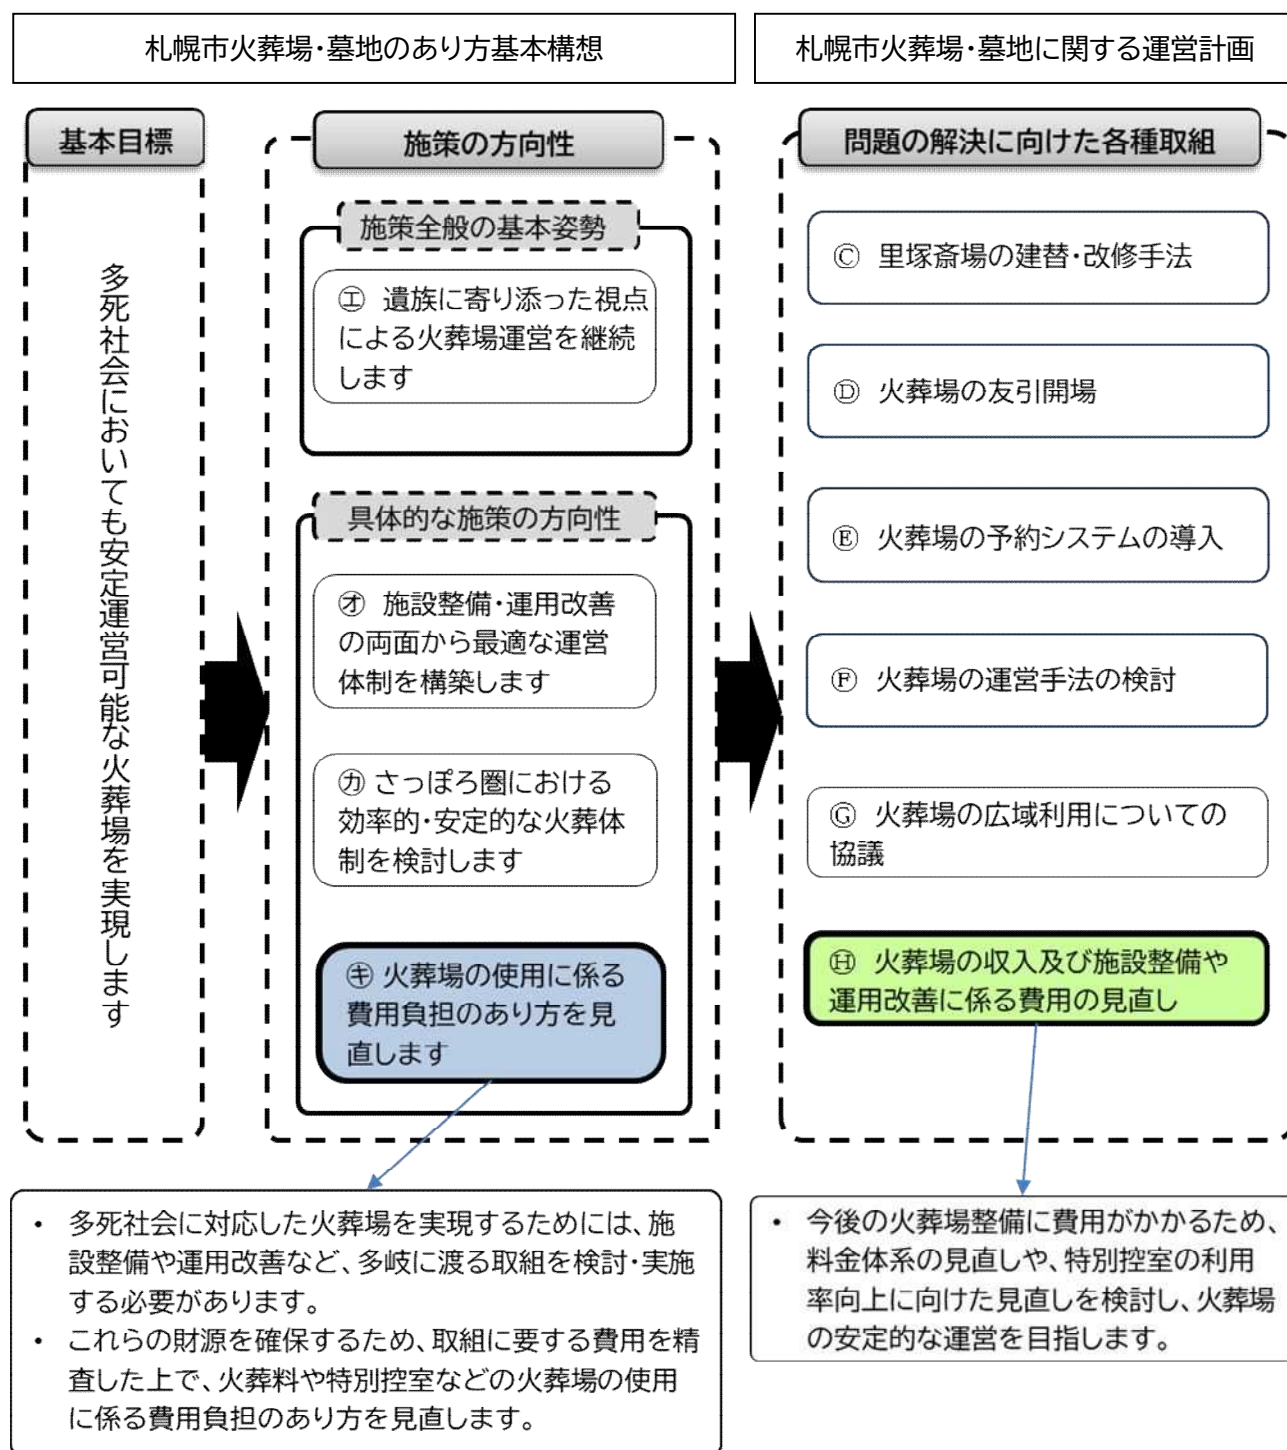 札幌市火葬場・墓地のあり方基本構想
札幌市火葬場・墓地に関する運営計画
基本目標
多死社会においても安定運営可能な火葬場を実現します
施策の方向性
施策全般の基本姿勢
㋓ 遺族に寄り添った視点
による火葬場運営を継続
します
具体的な施策の方向性
㋔ 施設整備・運用改善
の両面から最適な運営
体制を構築します
㋕ さっぽろ圏における
効率的・安定的な火葬体
制を検討します
㋖ 火葬場の使用に係る
費用負担のあり方を見
直します
問題の解決に向けた各種取組
Ⓒ 里塚斎場の建替・改修手法
Ⓓ 火葬場の友引開場
Ⓔ 火葬場の予約システムの導入
Ⓕ 火葬場の運営手法の検討
Ⓖ 火葬場の広域利用についての
協議
Ⓗ 火葬場の収入及び施設整備や
運用改善に係る費用の見直し
• 多死社会に対応した火葬場を実現するためには、施
設整備や運用改善など、多岐に渡る取組を検討・実施
する必要があります。
• これらの財源を確保するため、取組に要する費用を精
査した上で、火葬料や特別控室などの火葬場の使用
に係る費用負担のあり方を見直します。
• 今後の火葬場整備に費用がかかるため、
料金体系の見直しや、特別控室の利用
率向上に向けた見直しを検討し、火葬場
の安定的な運営を目指します。